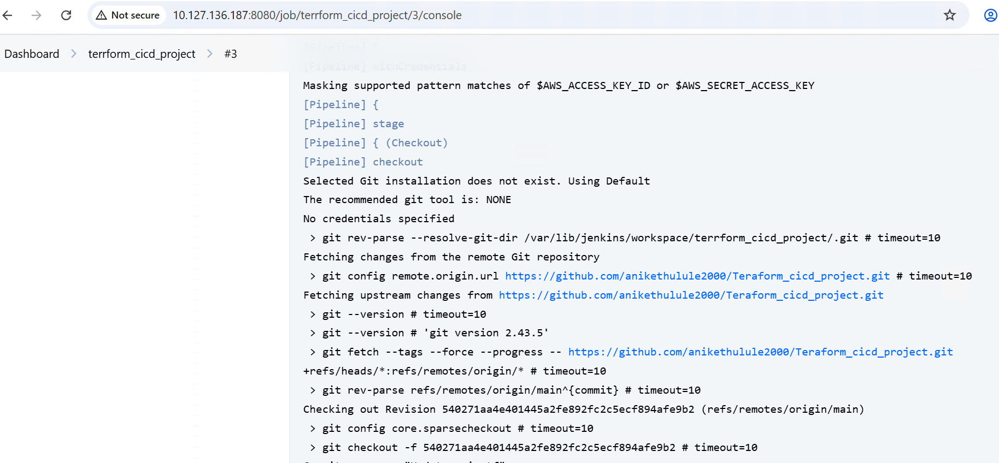 Not secure 10.127.136.187:8080/job/terrform_cicd_project/3/console
Dashboard > terrform_cicd_project > #3
[Pipeline] {
[Pipeline] withCredentials
Masking supported pattern matches of $AWS_ACCESS_KEY_ID or $AWS_SECRET_ACCESS_KEY
[Pipeline] {
[Pipeline] stage
[Pipeline] { (Checkout)
[Pipeline] checkout
Selected Git installation does not exist. Using Default
The recommended git tool is: NONE
No credentials specified
 > git rev-parse --resolve-git-dir /var/lib/jenkins/workspace/terrform_cicd_project/.git # timeout=10
Fetching changes from the remote Git repository
 > git config remote.origin.url https://github.com/anikethulule2000/Teraform_cicd_project.git # timeout=10
Fetching upstream changes from https://github.com/anikethulule2000/Teraform_cicd_project.git
 > git --version # timeout=10
 > git --version # 'git version 2.43.5'
 > git fetch --tags --force --progress -- https://github.com/anikethulule2000/Teraform_cicd_project.git
+refs/heads/*:refs/remotes/origin/* # timeout=10
 > git rev-parse refs/remotes/origin/main^{commit} # timeout=10
Checking out Revision 540271aa4e401445a2fe892fc2c5ecf894afe9b2 (refs/remotes/origin/main)
 > git config core.sparsecheckout # timeout=10
 > git checkout -f 540271aa4e401445a2fe892fc2c5ecf894afe9b2 # timeout=10